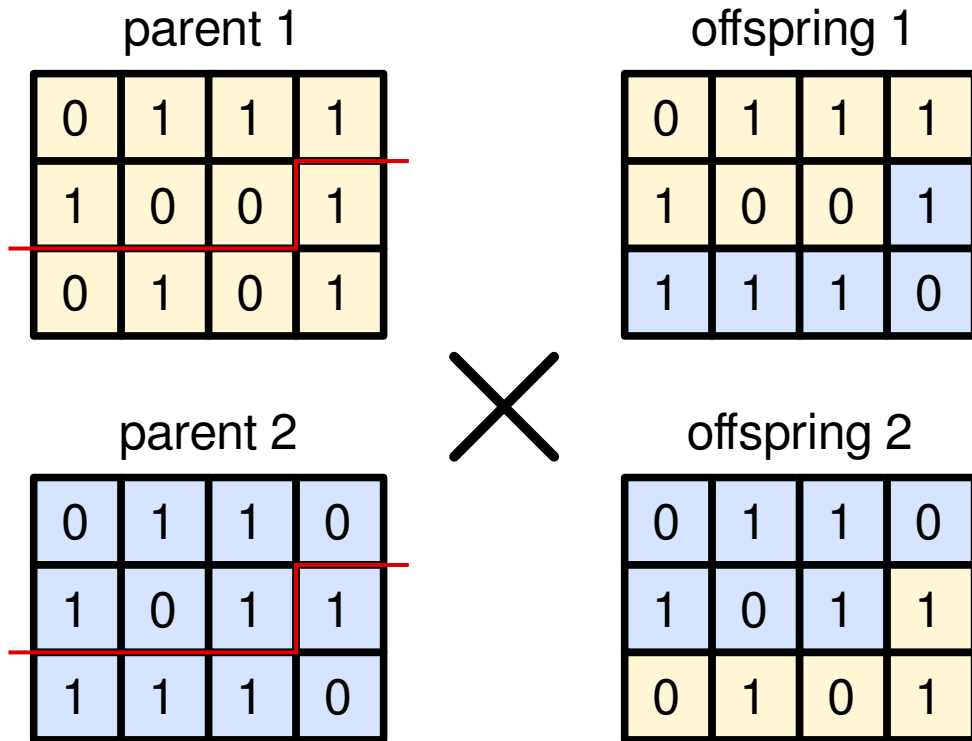 parent 1
0 1 1 1
1 0 0 1
0 1 0 1
offspring 1
0 1 1 1
1 0 0 1
1 1 1 0
parent 2
0 1 1 0
1 0 1 1
1 1 1 0
offspring 2
0 1 1 0
1 0 1 1
0 1 0 1